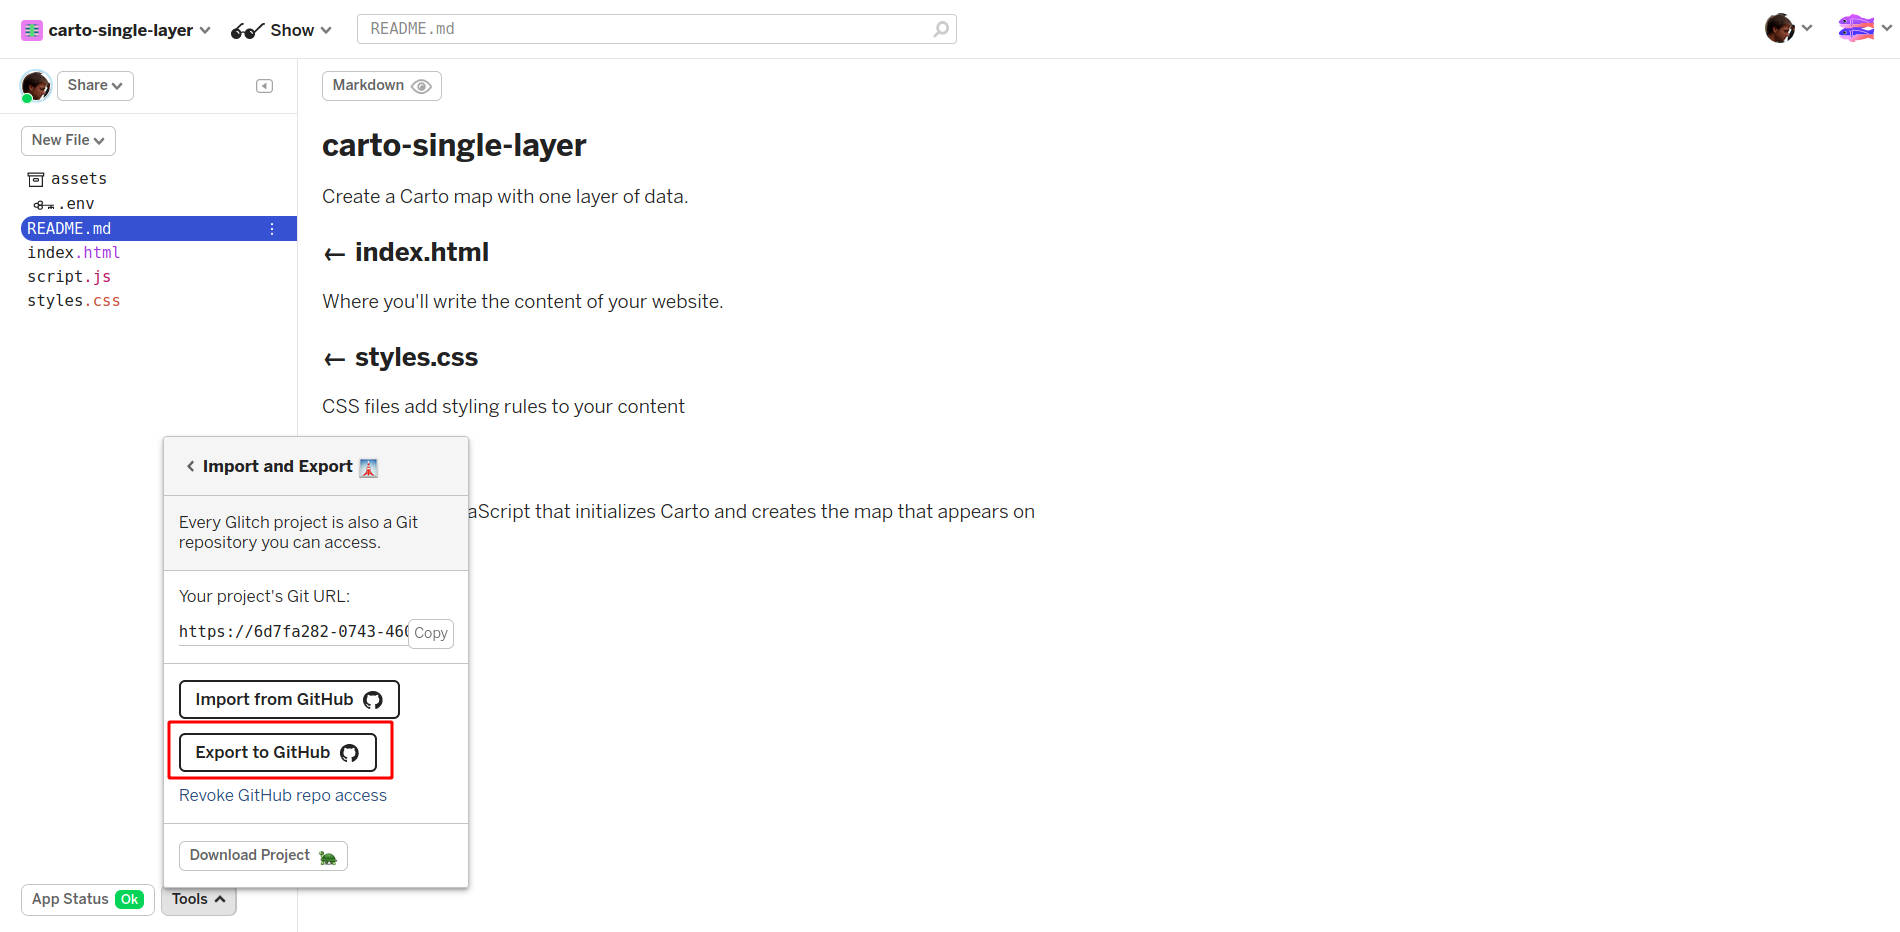 carto-single-layer
Show
README.md
Share
Markdown
New File
assets
.env
README.md
index.html
script.js
styles.css
carto-single-layer
Create a Carto map with one layer of data.
← index.html
Where you'll write the content of your website.
← styles.css
CSS files add styling rules to your content
aScript that initializes Carto and creates the map that appears on
Import and Export
Every Glitch project is also a Git
repository you can access.
Your project's Git URL:
https://6d7fa282-0743-460
Copy
Import from GitHub
Export to GitHub
Revoke GitHub repo access
Download Project
App Status Ok
Tools